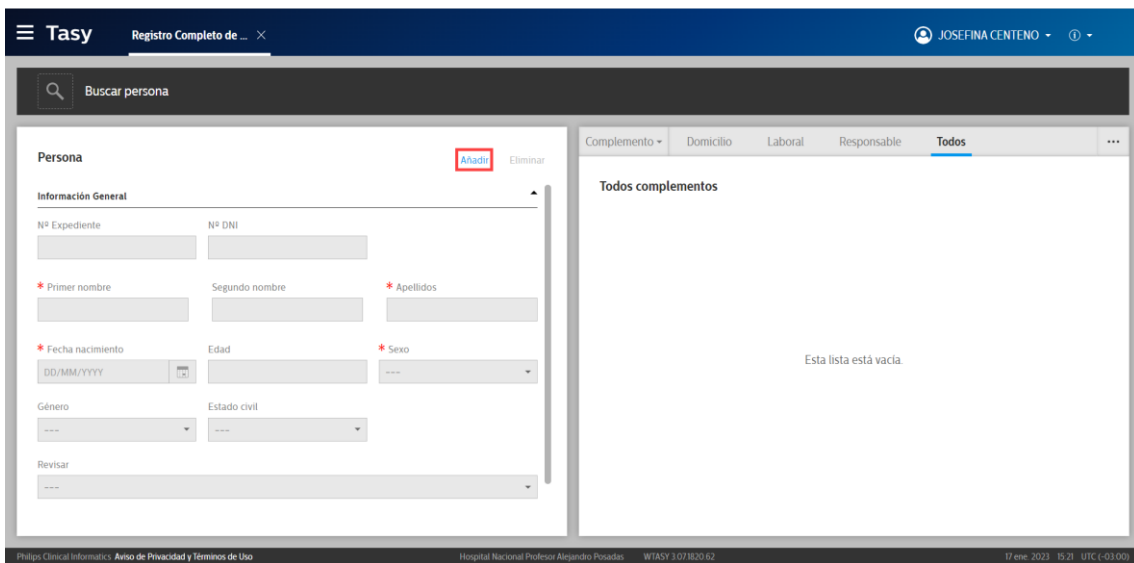 Tasy
Registro Completo de ...
JOSEFINA CENTENO
Buscar persona
Persona
Añadir
Eliminar
Información General
Nº Expediente
Nº DNI
* Primer nombre
Segundo nombre
* Apellidos
* Fecha nacimiento
Edad
* Sexo
DD/MM/YYYY
---
Género
Estado civil
---
---
Revisar
---
Complemento
Domicilio
Laboral
Responsable
Todos
...
Todos complementos
Esta lista está vacía.
Philips Clinical Informatics Aviso de Privacidad y Términos de Uso
Hospital Nacional Profesor Alejandro Posadas
WTASY 3.07.1820.62
17 ene. 2023 15:21 UTC (-03:00)